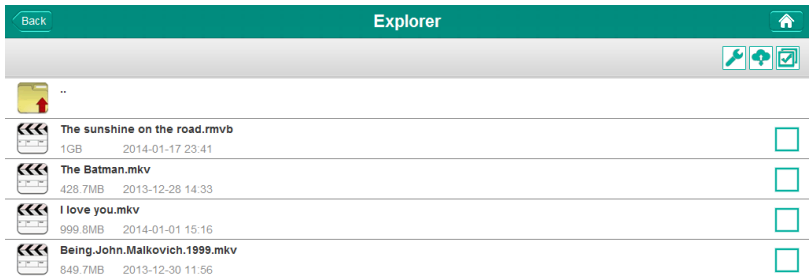 Back
Explorer
..
The sunshine on the road.rmvb
1GB 2014-01-17 23:41
The Batman.mkv
428.7MB 2013-12-28 14:33
I love you.mkv
999.8MB 2014-01-01 15:16
Being.John.Malkovich.1999.mkv
849.7MB 2013-12-30 11:56